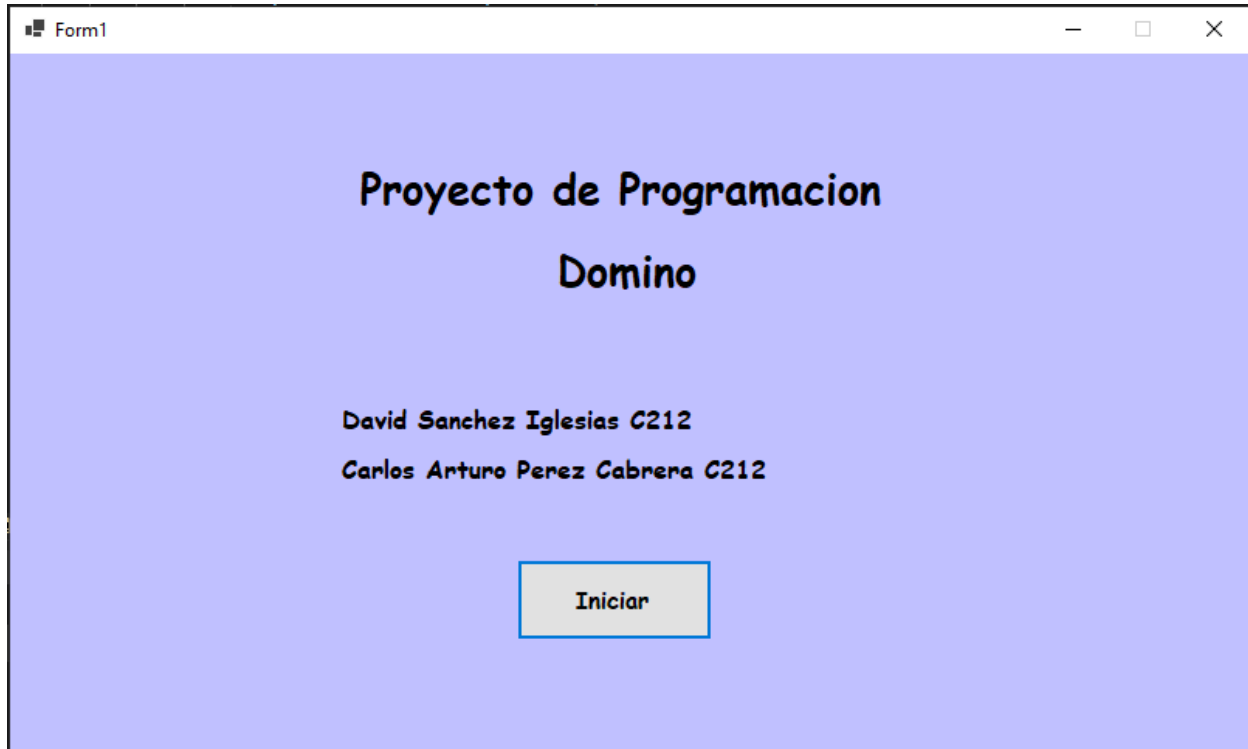 Form1
Proyecto de Programacion
Domino
David Sanchez Iglesias C212
Carlos Arturo Perez Cabrera C212
Iniciar